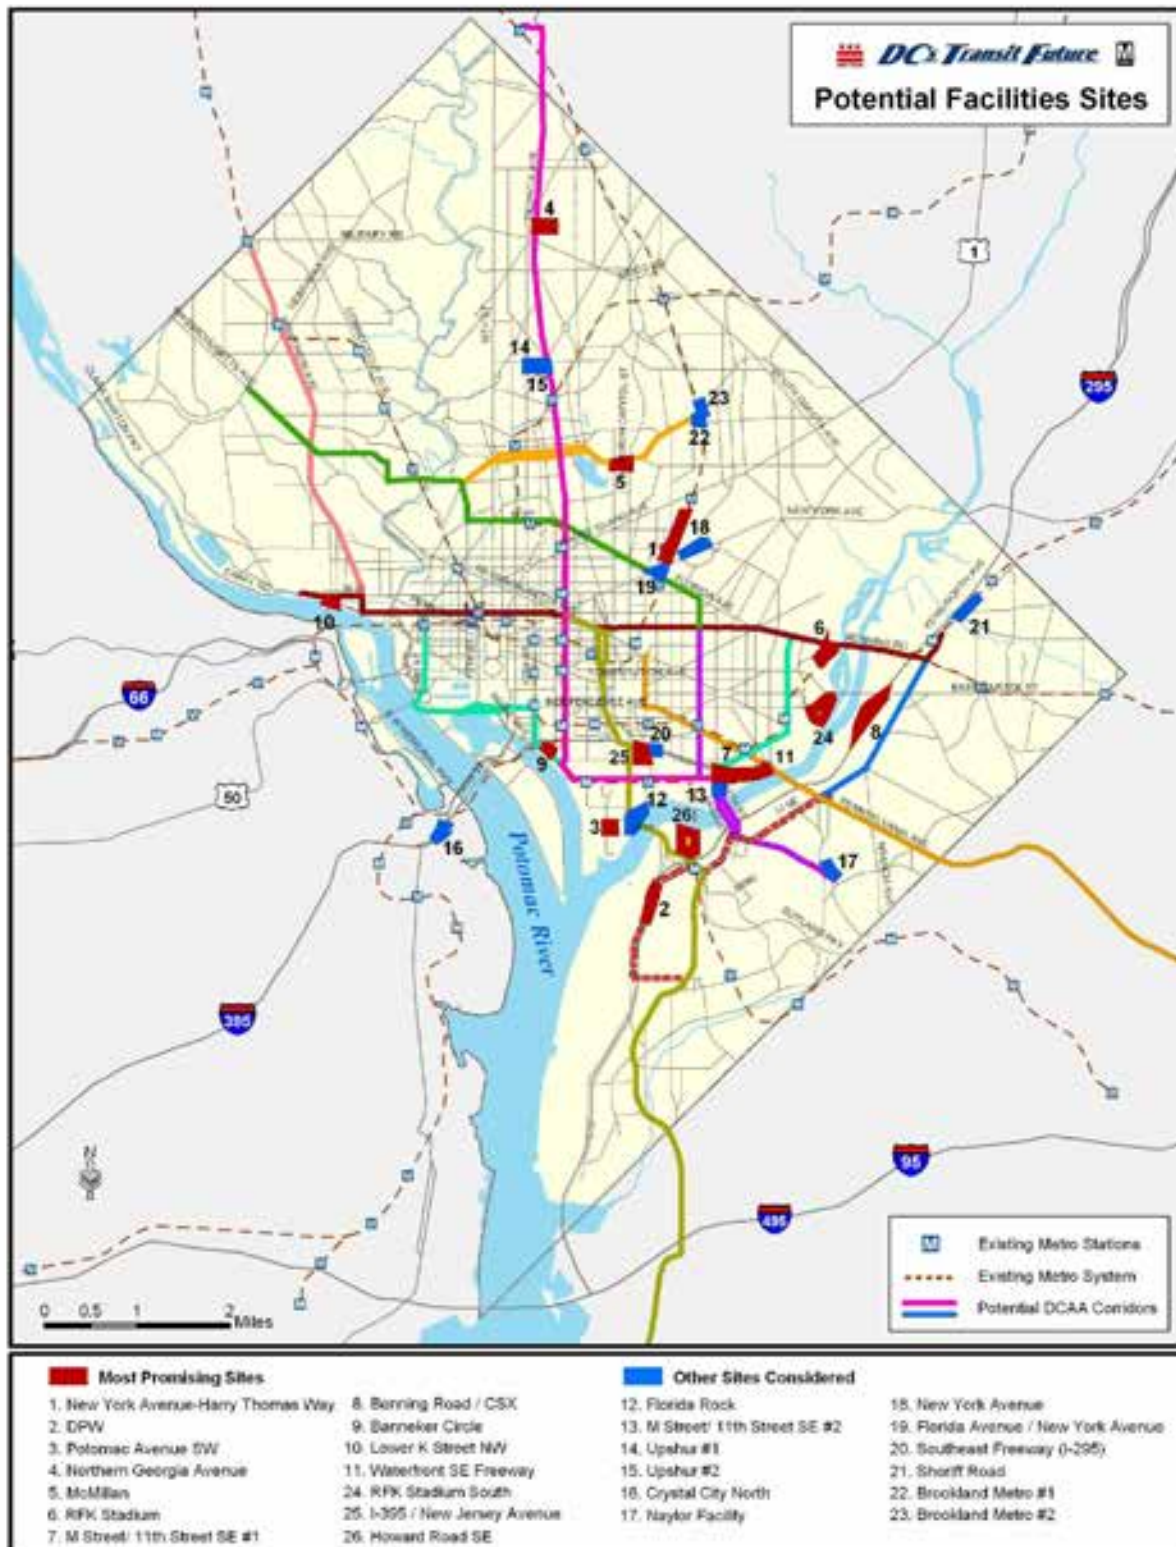 DC's Transit Future
Potential Facilities Sites
MILITARY RD
4
1
295
14
15
23
22
5
NEW YORK AVE
18
1
19
10
6
21
66
INDEPENDENCE AVE
24
8
9
25
20
7
11
50
12
13
3
26
16
17
Potomac River
2
395
N
95
495
Existing Metro Stations
Existing Metro System
Potential DCAA Corridors
0 0.5 1 2
Miles
Most Promising Sites
1. New York Avenue-Harry Thomas Way
2. DPW
3. Potomac Avenue SW
4. Northern Georgia Avenue
5. McMillan
6. RFK Stadium
7. M Street/ 11th Street SE #1
8. Benning Road / CSX
9. Banneker Circle
10. Lower K Street NW
11. Waterfront SE Freeway
24. RFK Stadium South
25. I-395 / New Jersey Avenue
26. Howard Road SE
Other Sites Considered
12. Florida Rock
13. M Street/ 11th Street SE #2
14. Upshur #1
15. Upshur #2
16. Crystal City North
17. Naylor Facility
18. New York Avenue
19. Florida Avenue / New York Avenue
20. Southeast Freeway (I-295)
21. Sheriff Road
22. Brookland Metro #1
23. Brookland Metro #2